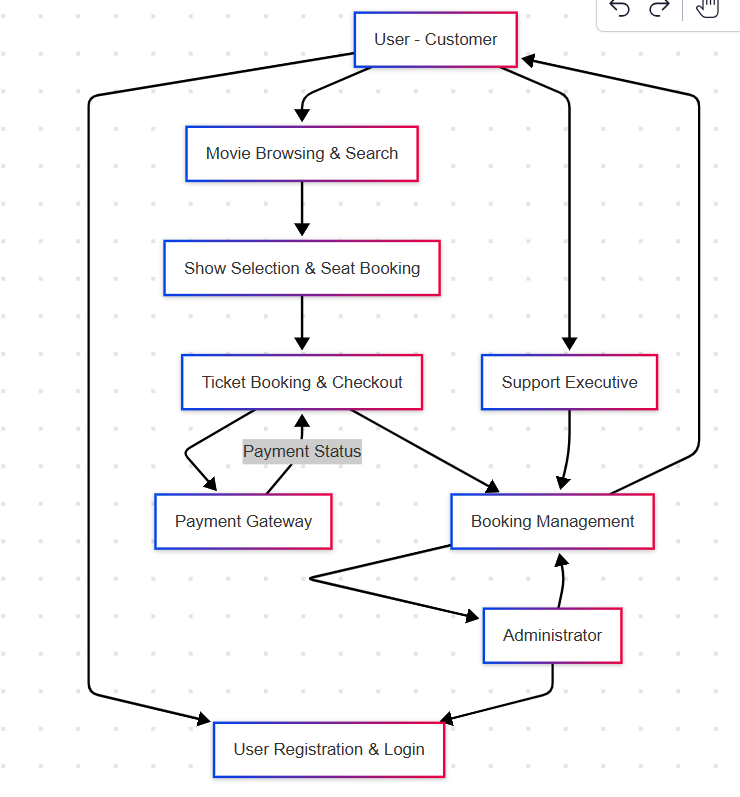 User - Customer
Movie Browsing & Search
Show Selection & Seat Booking
Ticket Booking & Checkout
Support Executive
Payment Status
Payment Gateway
Booking Management
Administrator
User Registration & Login